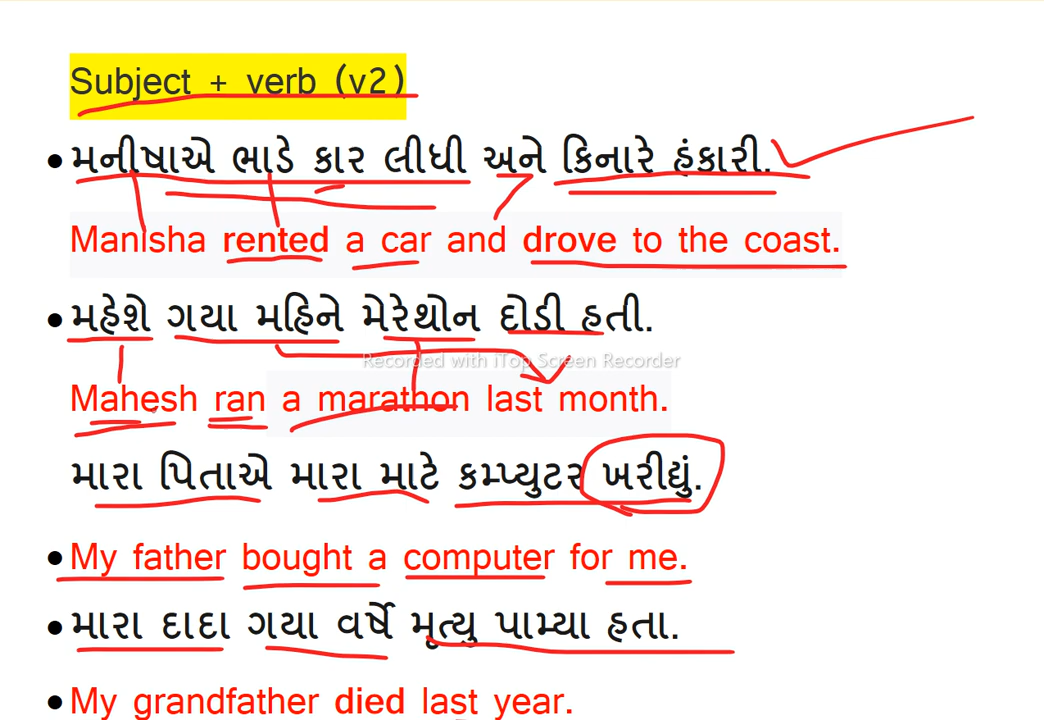 Subject + verb (v2)
• મનીષાએ ભાડે કાર લીધી અને કિનારે હંકારી.
Manisha rented a car and drove to the coast.
• મહેશે ગયા મહિને મેરેથોન દોડી હતી.
Recorded with iTop Screen Recorder
Mahesh ran a marathon last month.
મારા પિતાએ મારા માટે કમ્પ્યુટર ખરીદ્યું.
• My father bought a computer for me.
• મારા દાદા ગયા વર્ષે મૃત્યુ પામ્યા હતા.
• My grandfather died last year.